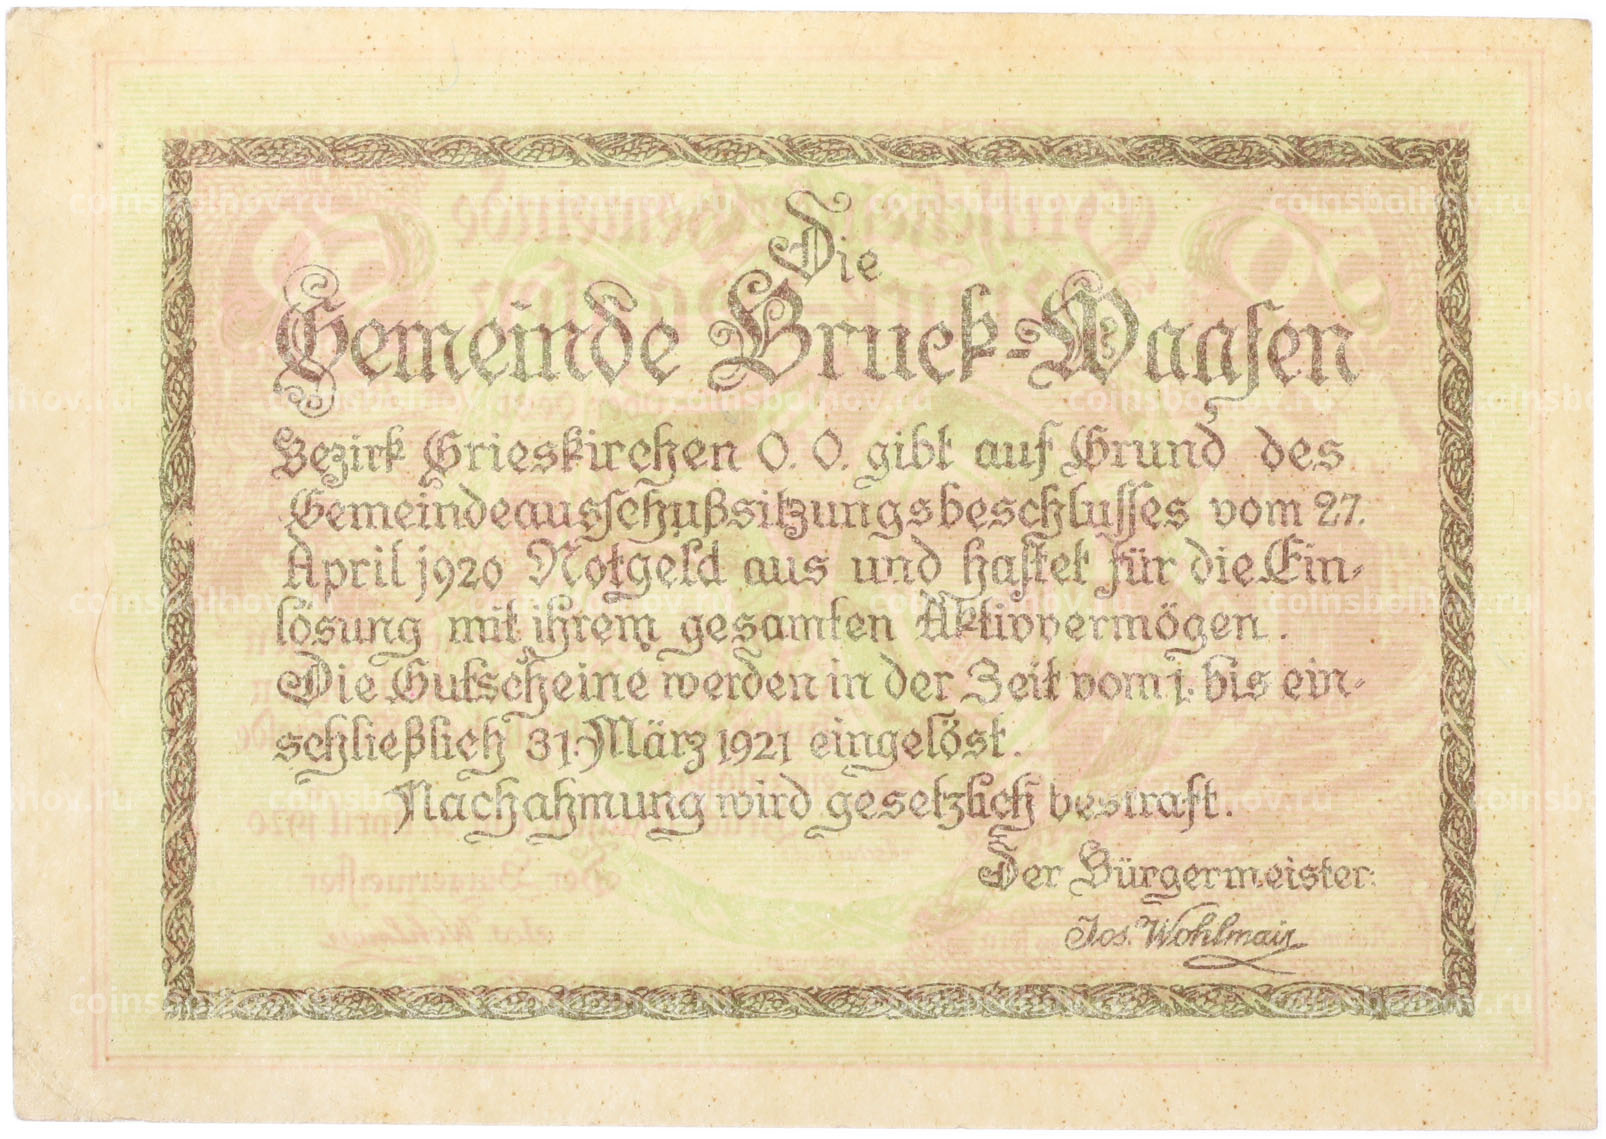 Die
Gemeinde Bruck-Waasen
Bezirk Grieskirchen O. O. gibt auf Grund des
Gemeindeausschußsitzungsbeschlusses vom 27.
April 1920 Notgeld aus und haftet für die Ein-
lösung mit ihrem gesamten Aktivvermögen.
Die Gutscheine werden in der Zeit vom 1. bis ein-
schließlich 31. März 1921 eingelöst.
Nachahmung wird gesetzlich bestraft.
Der Bürgermeister:
Jos. Wohlmair
coinsbolhov.ru